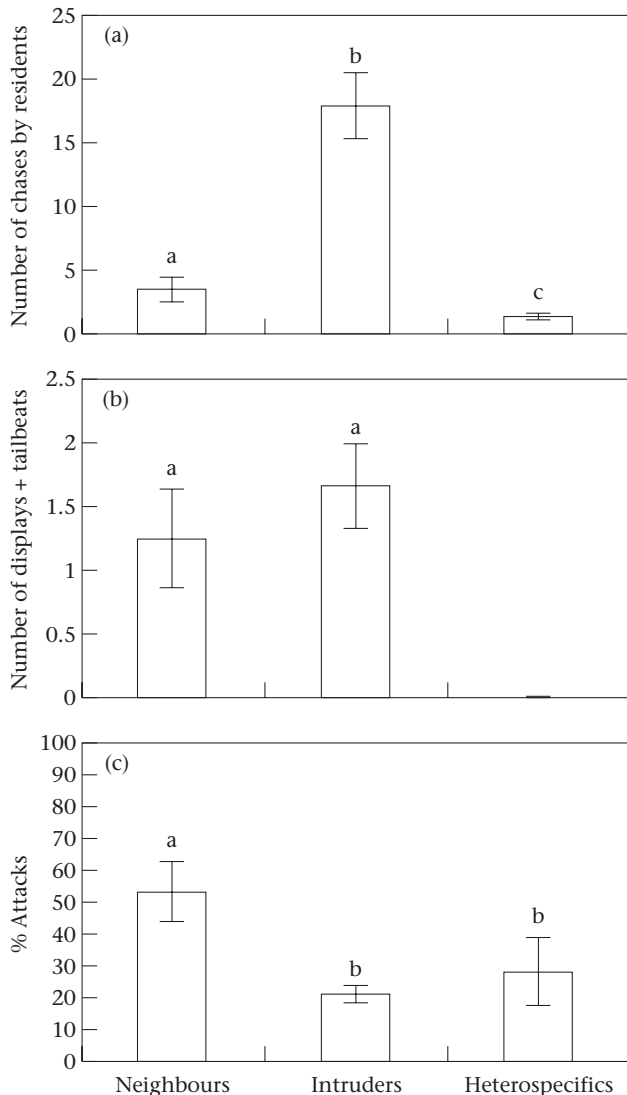 25
(a)
b
20
15
10
a
5
c
0
Number of chases by residents
2.5
(b)
a
2
a
1.5
1
0.5
0
Number of displays + tailbeats
100
(c)
90
80
a
70
60
50
b
40
b
30
20
10
0
% Attacks
Neighbours Intruders Heterospecifics